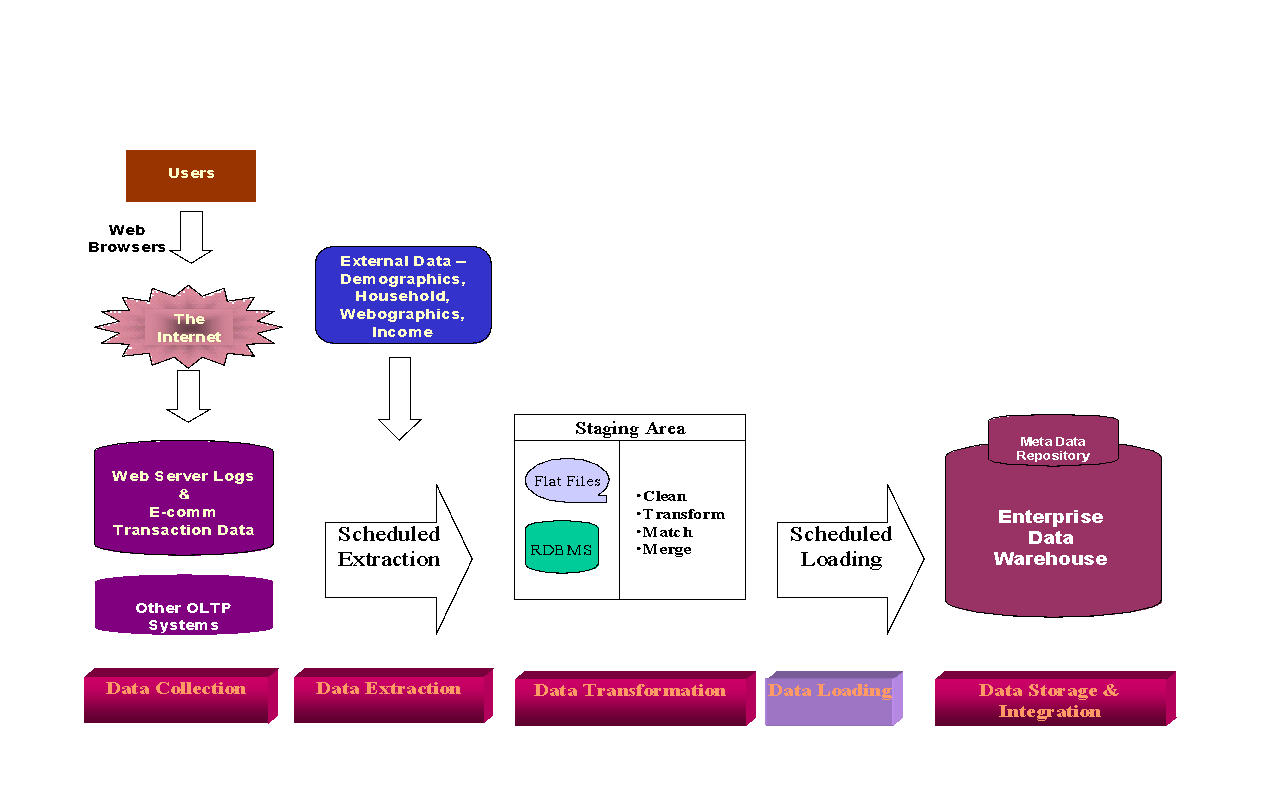 Users
Web
Browsers
The
Internet
Web Server Logs
&
E-comm
Transaction Data
Other OLTP
Systems
External Data –
Demographics,
Household,
Webographics,
Income
Scheduled
Extraction
Staging Area
Flat Files
RDBMS
•Clean
•Transform
•Match
•Merge
Scheduled
Loading
Meta Data
Repository
Enterprise
Data
Warehouse
Data Collection
Data Extraction
Data Transformation
Data Loading
Data Storage &
Integration